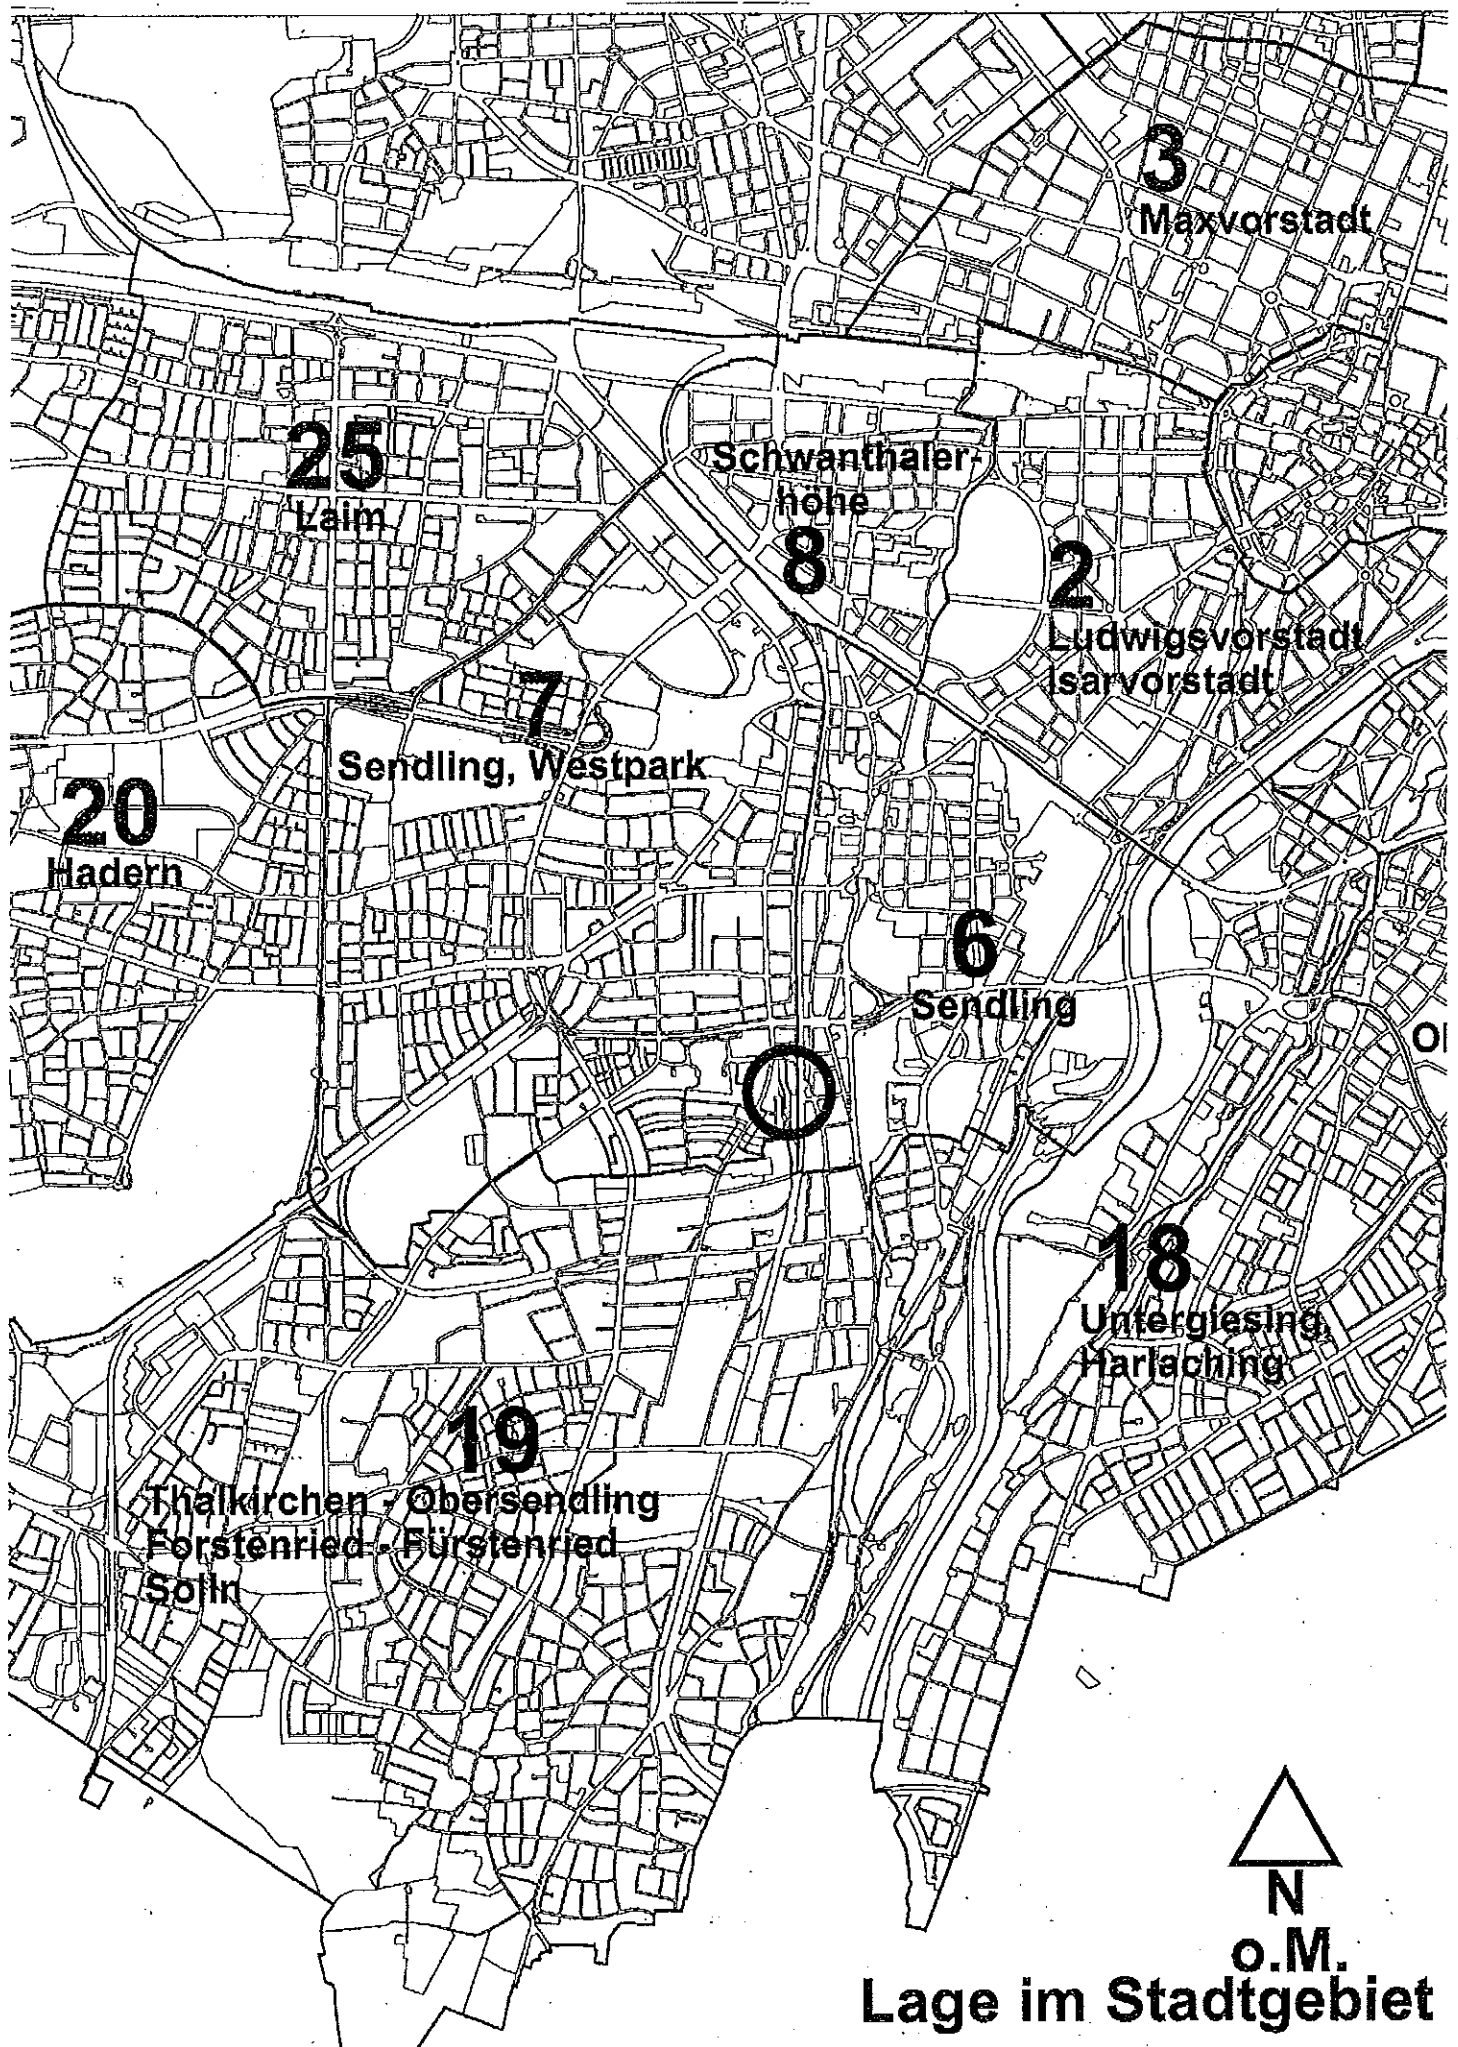 3
Maxvorstadt
25
Laim
Schwanthaler-
höhe
8
2
Ludwigsvorstadt
Isarvorstadt
7
Sendling, Westpark
20
Hadern
6
Sendling
18
Untergiesing,
Harlaching
19
Thalkirchen - Obersendling
Forstenried - Fürstenried
Solln
N
o.M.
Lage im Stadtgebiet